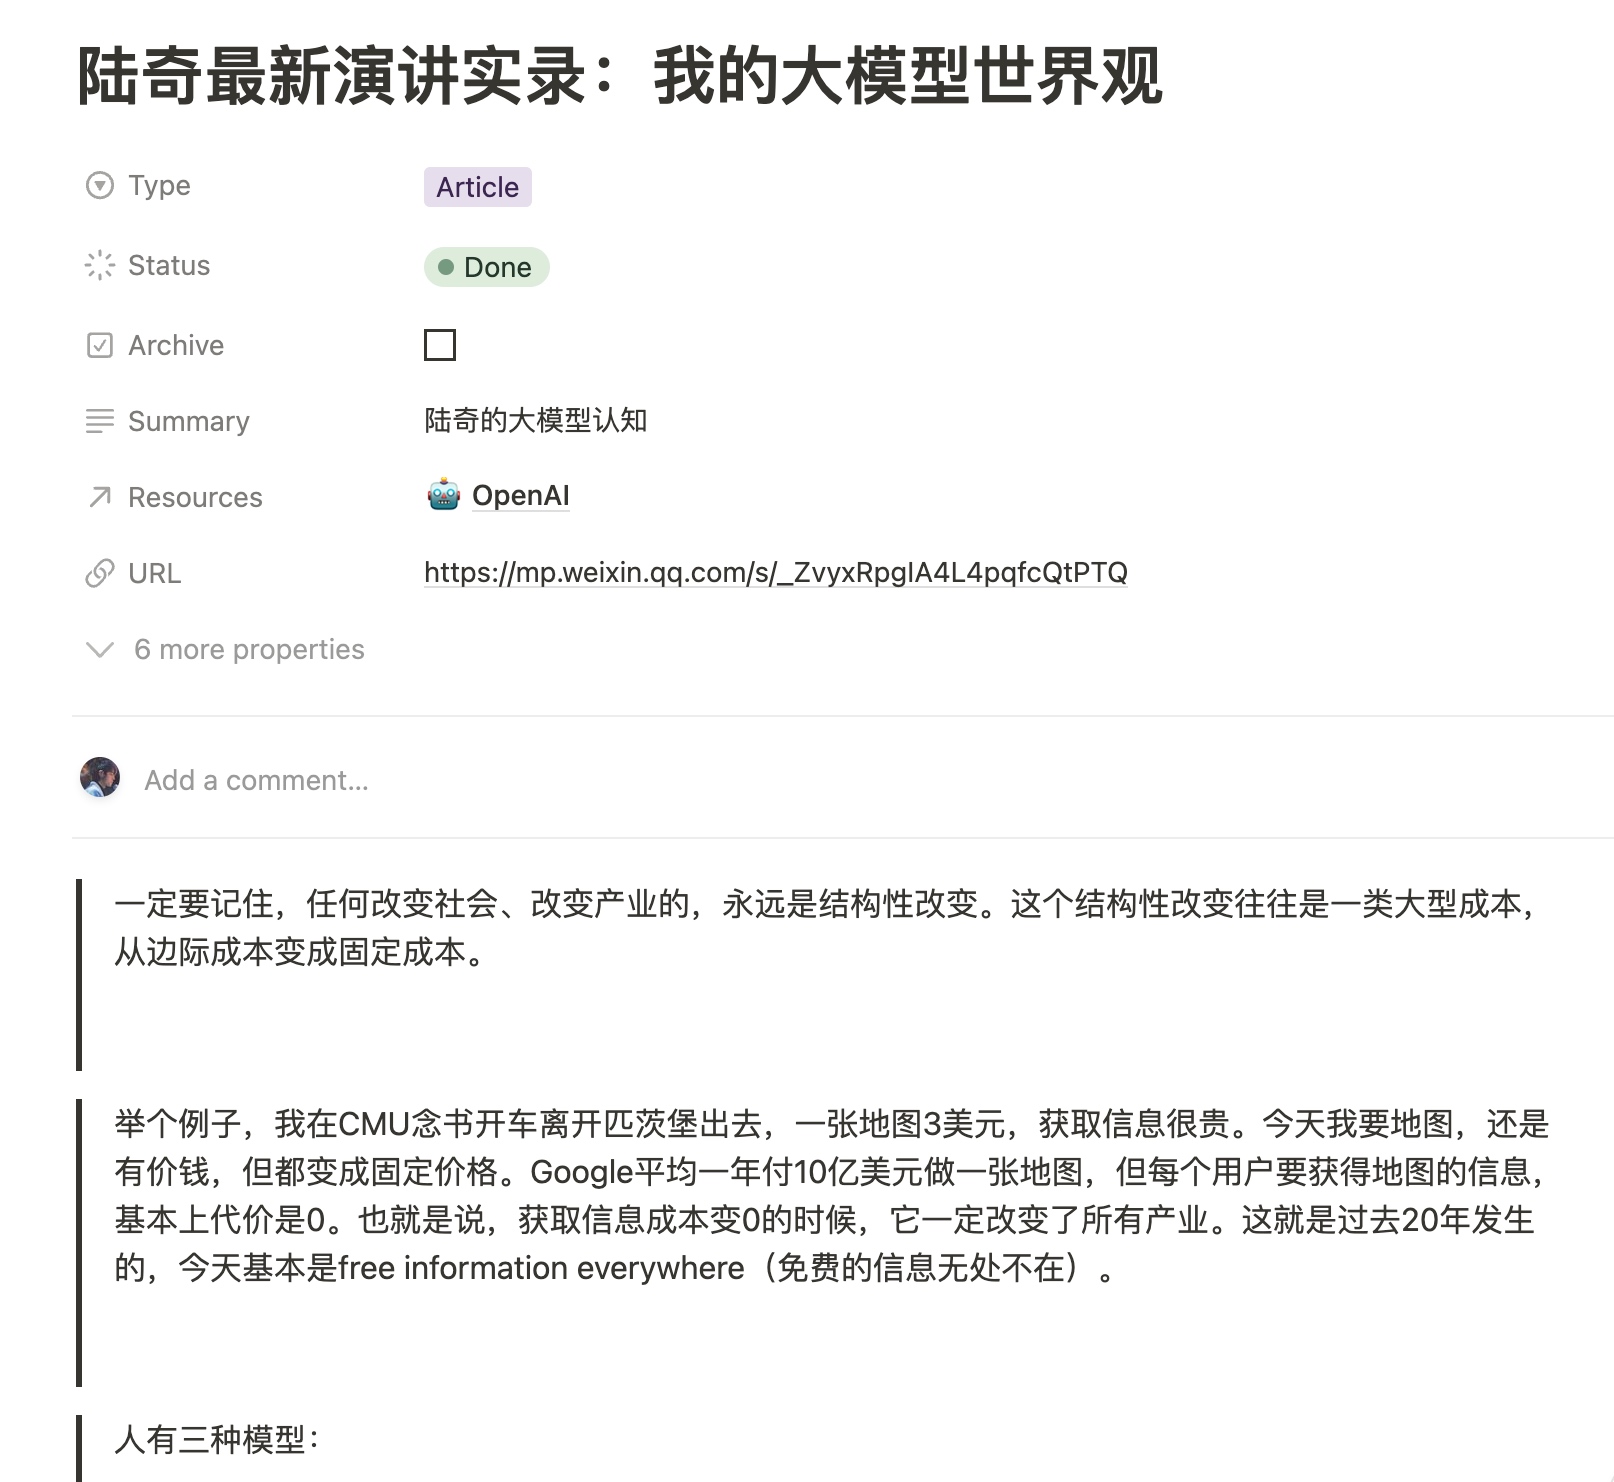 陆奇最新演讲实录：我的大模型世界观
Type
Article
Status
Done
Archive
Summary
陆奇的大模型认知
Resources
OpenAI
URL
https://mp.weixin.qq.com/s/_ZvyxRpgIA4L4pqfcQtPTQ
6 more properties
Add a comment...
一定要记住，任何改变社会、改变产业的，永远是结构性改变。这个结构性改变往往是一类大型成本，
从边际成本变成固定成本。
举个例子，我在CMU念书开车离开匹茨堡出去，一张地图3美元，获取信息很贵。今天我要地图，还是
有价钱，但都变成固定价格。Google平均一年付10亿美元做一张地图，但每个用户要获得地图的信息，
基本上代价是0。也就是说，获取信息成本变0的时候，它一定改变了所有产业。这就是过去20年发生
的，今天基本是free information everywhere（免费的信息无处不在）。
人有三种模型：